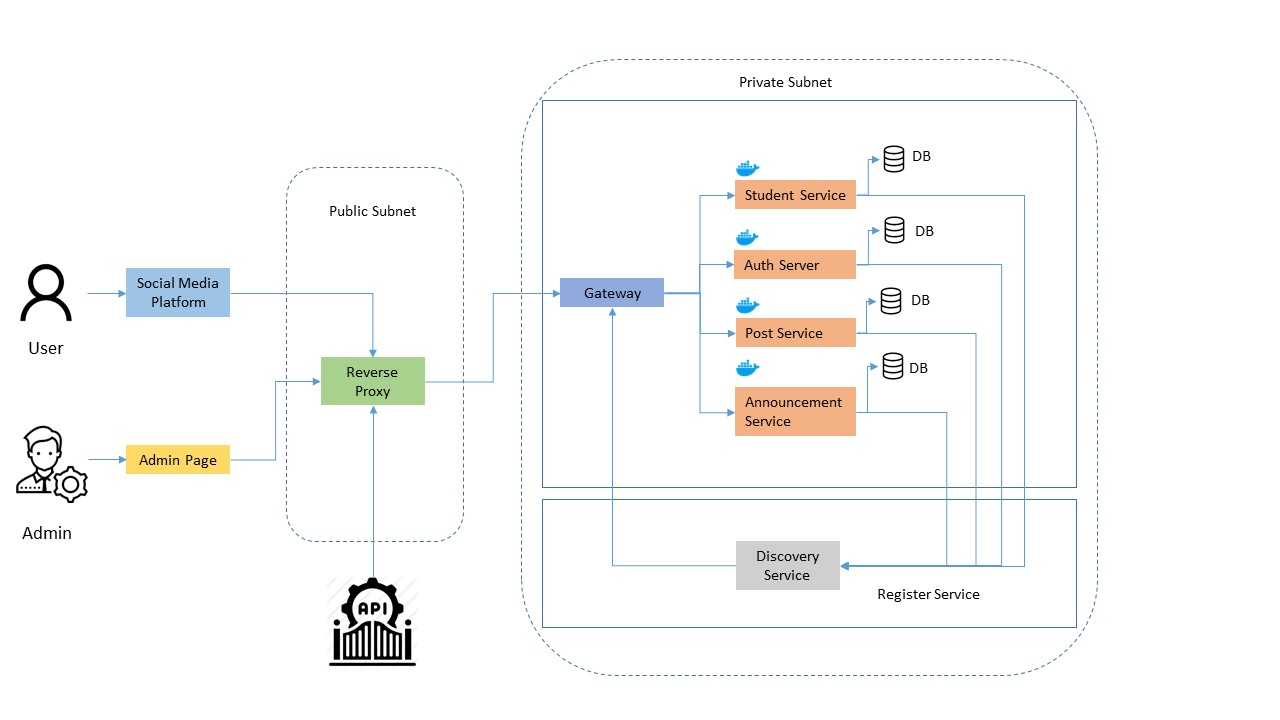 Private Subnet
DB
Student Service
Public Subnet
DB
Auth Server
Social Media
Platform
Gateway
DB
Post Service
User
Reverse
Proxy
DB
Announcement
Service
Admin Page
Admin
Discovery
Service
Register Service
API